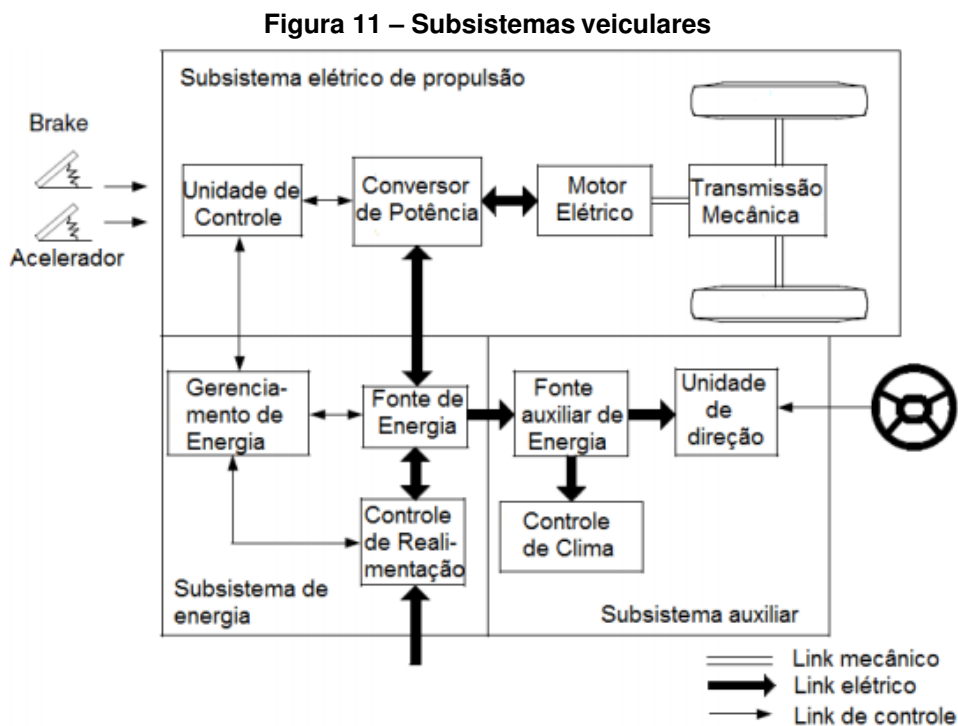 Figura 11 – Subsistemas veiculares
Subsistema elétrico de propulsão
Brake
Acelerador
Unidade de
Controle
Conversor
de Potência
Motor
Elétrico
Transmissão
Mecânica
Gerencia-
mento de
Energia
Fonte de
Energia
Fonte
auxiliar de
Energia
Unidade
de
direção
Controle
de Reali-
mentação
Controle
de Clima
Subsistema de
energia
Subsistema auxiliar
Link mecânico
Link elétrico
Link de controle